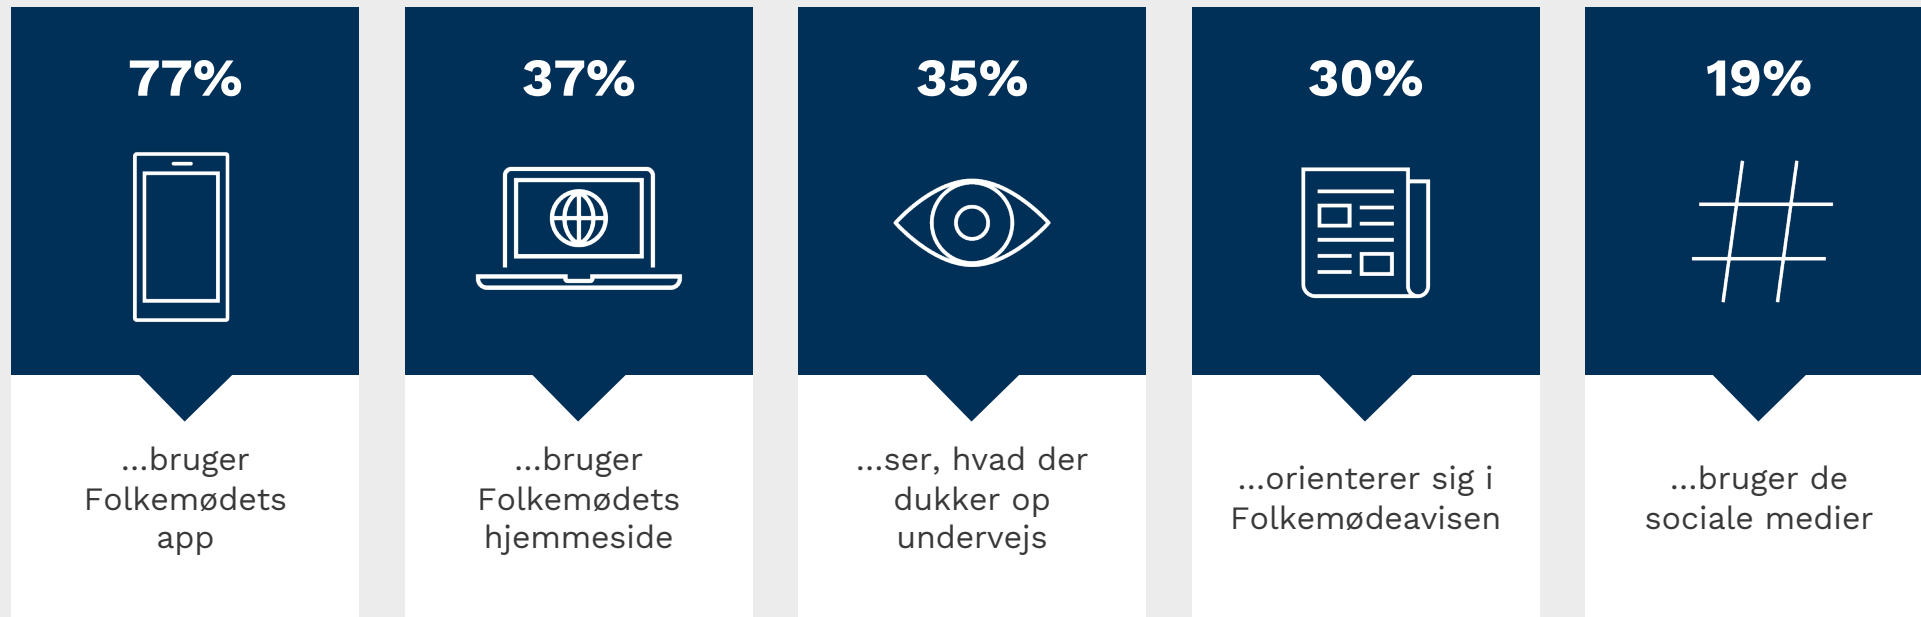 77%
...bruger
Folkemødets
app
37%
...bruger
Folkemødets
hjemmeside
35%
...ser, hvad der
dukker op
undervejs
30%
...orienterer sig i
Folkemødeavisen
19%
...bruger de
sociale medier